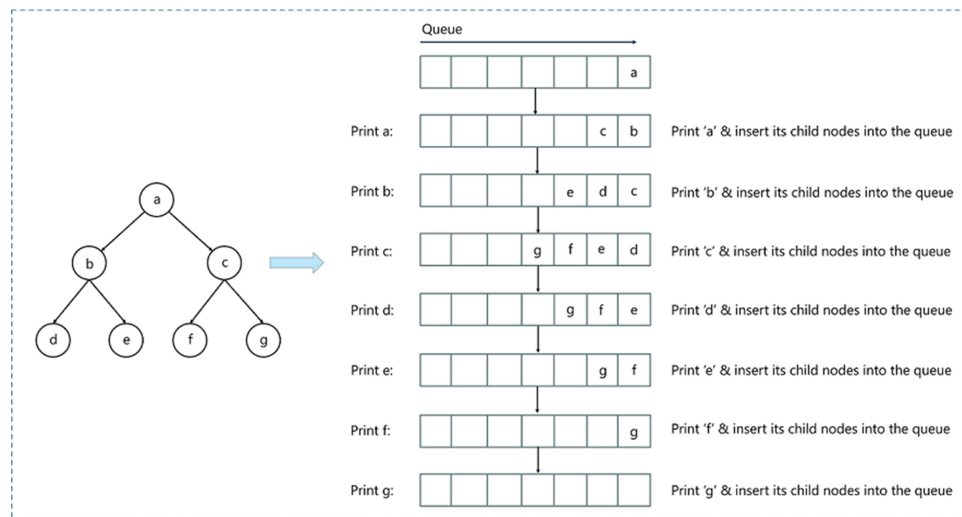 Queue
a
Print a: c b Print 'a' & insert its child nodes into the queue
Print b: e d c Print 'b' & insert its child nodes into the queue
a
Print c: g f e d Print 'c' & insert its child nodes into the queue
b c
Print d: g f e Print 'd' & insert its child nodes into the queue
d e f g
Print e: g f Print 'e' & insert its child nodes into the queue
Print f: g Print 'f' & insert its child nodes into the queue
Print g: Print 'g' & insert its child nodes into the queue